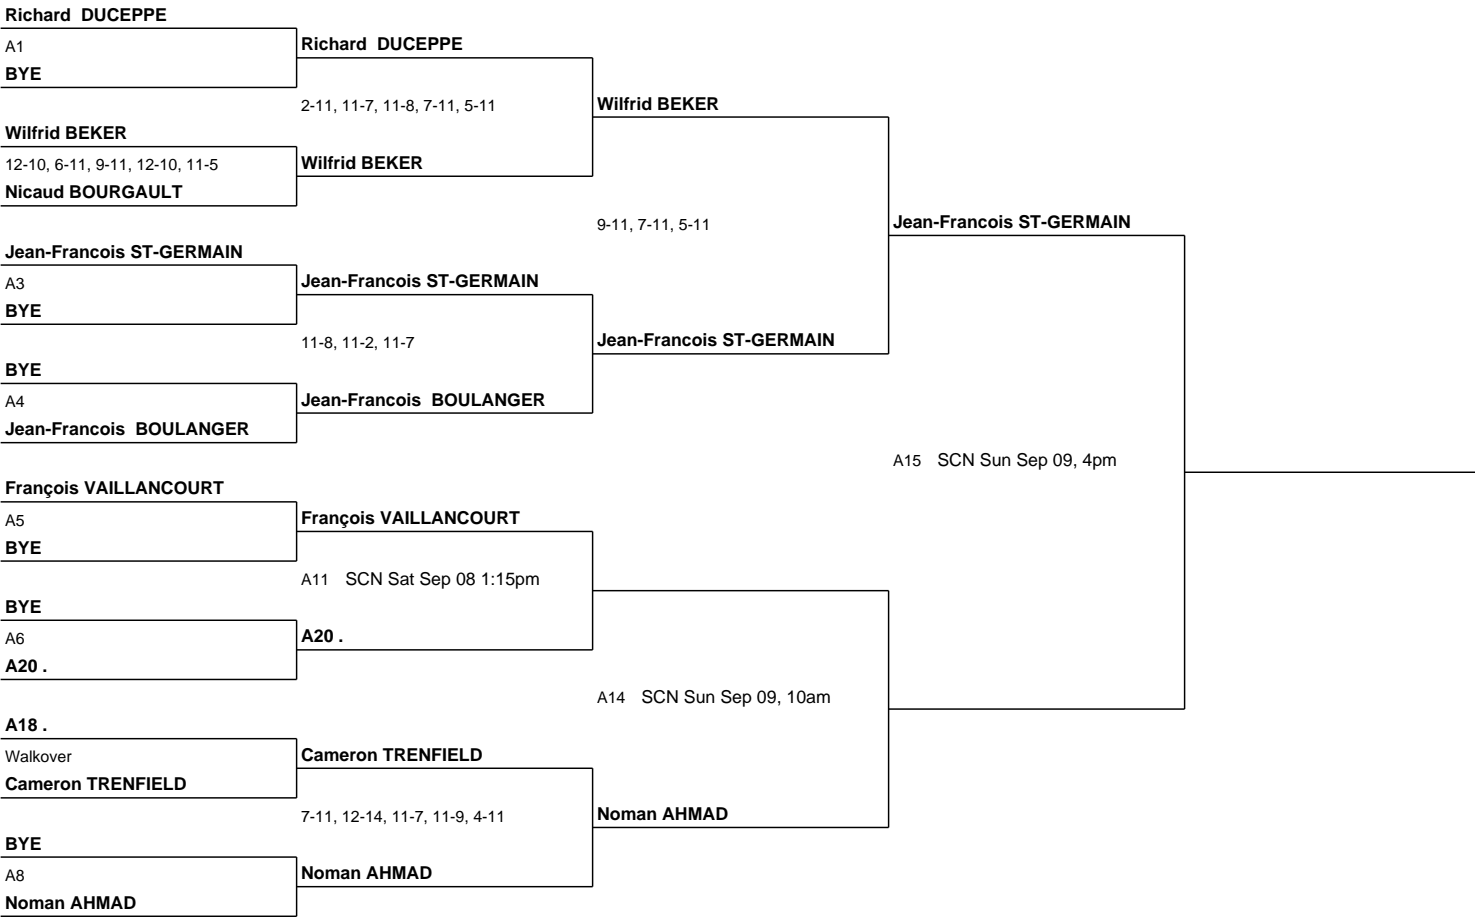 Richard  DUCEPPE
A1
BYE
Richard  DUCEPPE
2-11, 11-7, 11-8, 7-11, 5-11
Wilfrid BEKER
Wilfrid BEKER
12-10, 6-11, 9-11, 12-10, 11-5
Nicaud BOURGAULT
Wilfrid BEKER
9-11, 7-11, 5-11
Jean-Francois ST-GERMAIN
Jean-Francois ST-GERMAIN
A3
BYE
Jean-Francois ST-GERMAIN
11-8, 11-2, 11-7
Jean-Francois ST-GERMAIN
BYE
A4
Jean-Francois  BOULANGER
Jean-Francois  BOULANGER
A15 SCN Sun Sep 09, 4pm
François VAILLANCOURT
A5
BYE
François VAILLANCOURT
A11 SCN Sat Sep 08 1:15pm
BYE
A6
A20 .
A20 .
A14 SCN Sun Sep 09, 10am
A18 .
Walkover
Cameron TRENFIELD
Cameron TRENFIELD
7-11, 12-14, 11-7, 11-9, 4-11
Noman AHMAD
BYE
A8
Noman AHMAD
Noman AHMAD